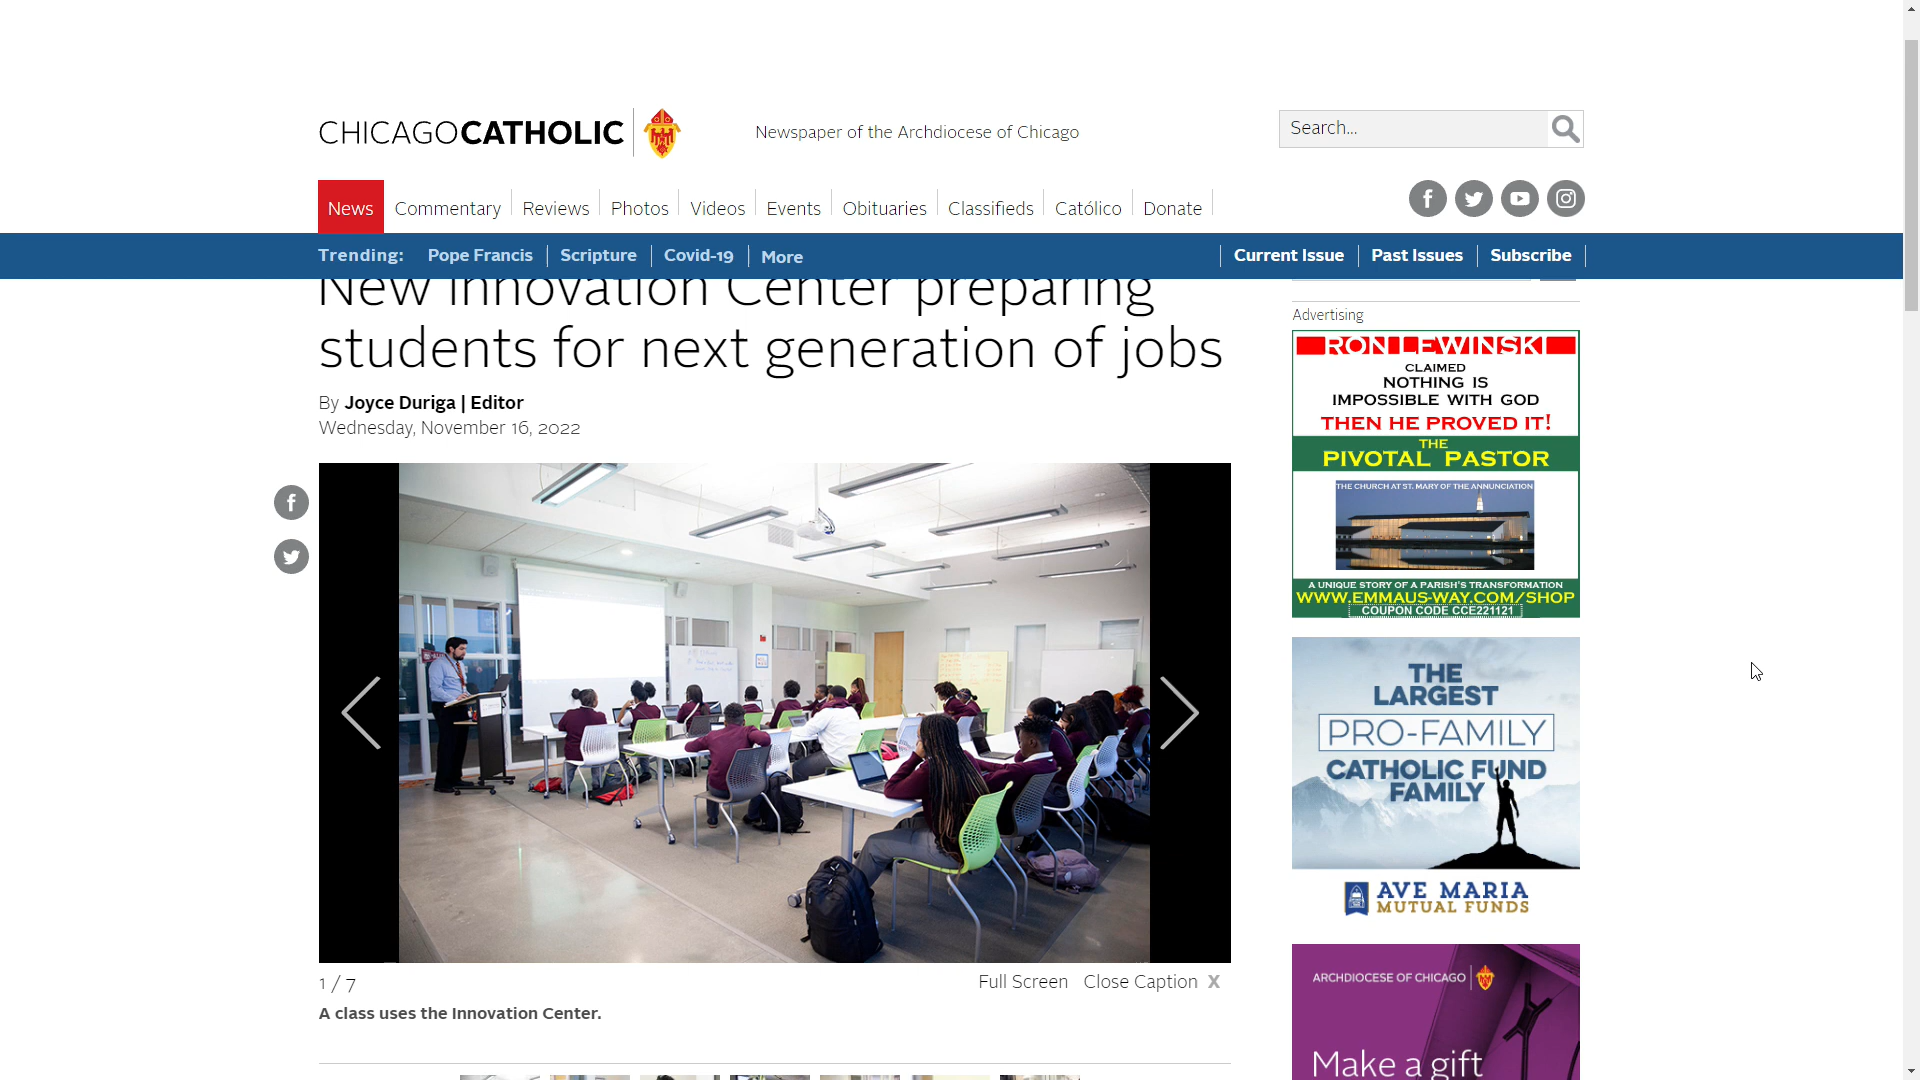 CHICAGOCATHOLIC
Newspaper of the Archdiocese of Chicago
Search...
News
Commentary
Reviews
Photos
Videos
Events
Obituaries
Classifieds
Católico
Donate
Trending:
Pope Francis
Scripture
Covid-19
More
Current Issue
Past Issues
Subscribe
New Innovation Center preparing
students for next generation of jobs
By Joyce Duriga | Editor
Wednesday, November 16, 2022
1 / 7
Full Screen
Close Caption X
A class uses the Innovation Center.
Advertising
RON LEWINSKI
CLAIMED
NOTHING IS
IMPOSSIBLE WITH GOD
THEN HE PROVED IT!
THE
PIVOTAL PASTOR
THE CHURCH AT ST. MARY OF THE ANNUNCIATION
A UNIQUE STORY OF A PARISH'S TRANSFORMATION
WWW.EMMAUS-WAY.COM/SHOP
COUPON CODE CCE221121
THE
LARGEST
PRO-FAMILY
CATHOLIC FUND
FAMILY
AVE MARIA
MUTUAL FUNDS
ARCHDIOCESE OF CHICAGO
Make a gift